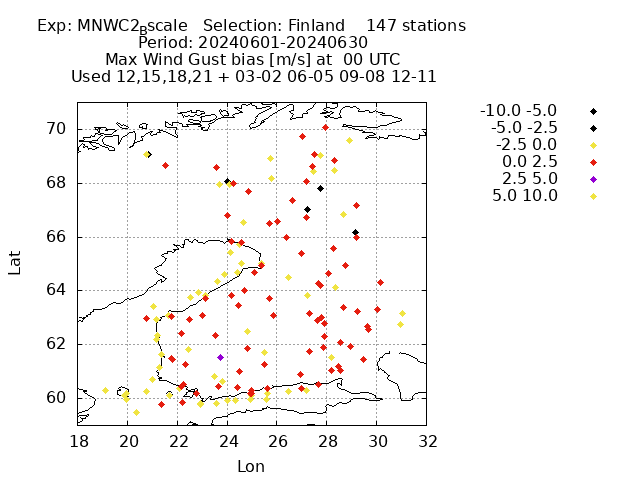 Exp: MNWC2Bscale Selection: Finland 147 stations
Period: 20240601-20240630
Max Wind Gust bias [m/s] at 00 UTC
Used 12,15,18,21 + 03-02 06-05 09-08 12-11
-10.0 -5.0
-5.0 -2.5
-2.5 0.0
0.0 2.5
2.5 5.0
5.0 10.0
70
68
66
64
62
60
Lat
18 20 22 24 26 28 30 32
Lon